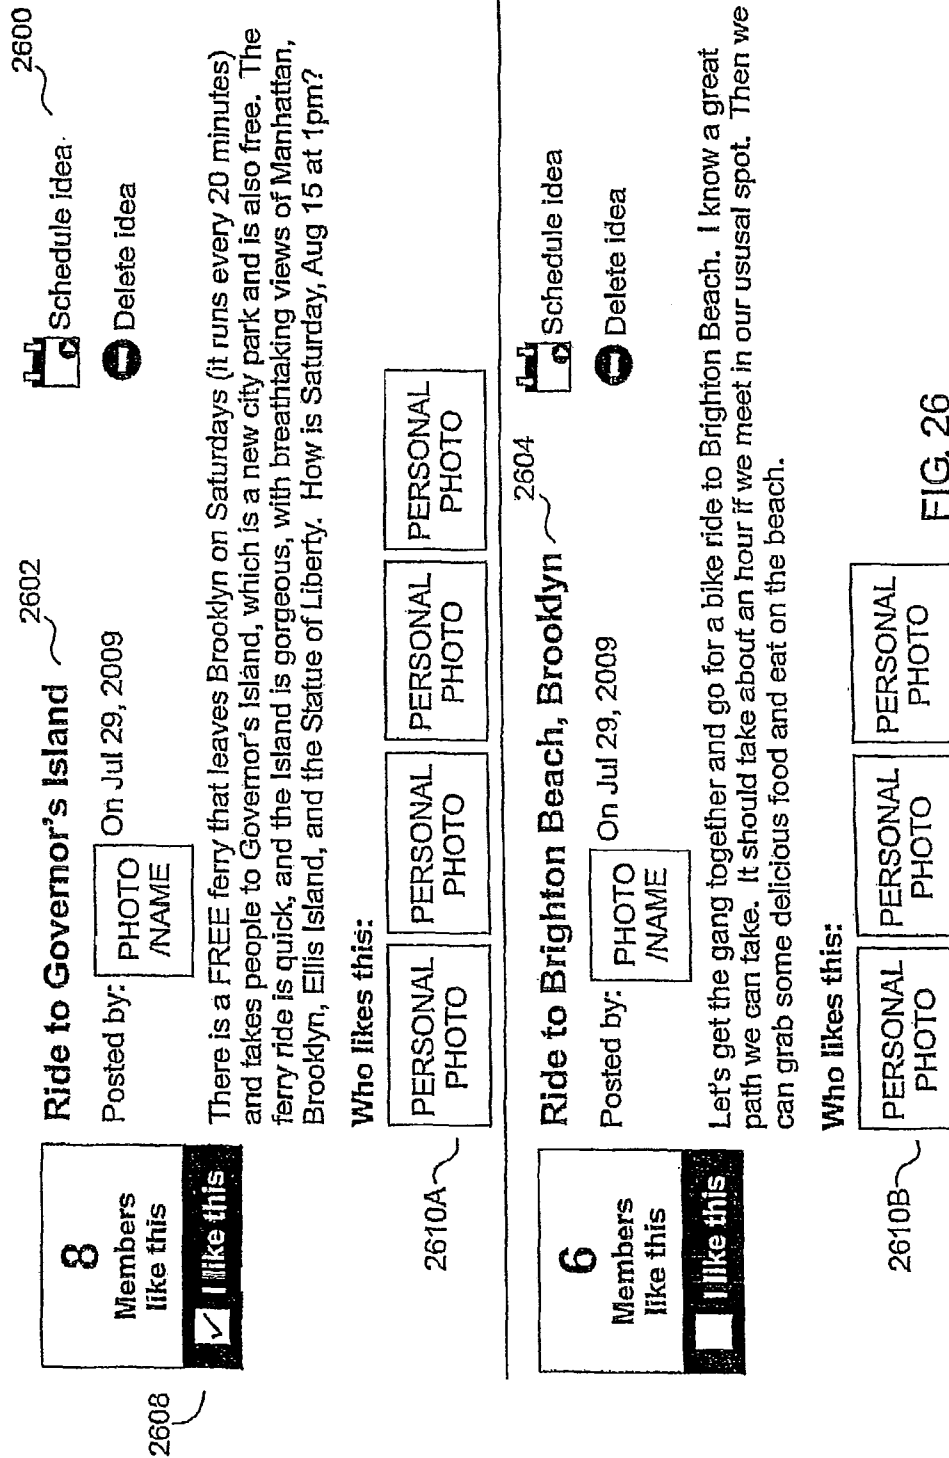 2600
Ride to Governor's Island
2602
Schedule idea
8
Members
like this
Posted by:
PHOTO
/NAME
On Jul 29, 2009
Delete idea
2608
✓ I like this
There is a FREE ferry that leaves Brooklyn on Saturdays (it runs every 20 minutes)
and takes people to Governor's Island, which is a new city park and is also free. The
ferry ride is quick, and the Island is gorgeous, with breathtaking views of Manhattan,
Brooklyn, Ellis Island, and the Statue of Liberty. How is Saturday, Aug 15 at 1pm?
Who likes this:
2610A
PERSONAL
PHOTO
PERSONAL
PHOTO
PERSONAL
PHOTO
PERSONAL
PHOTO
Ride to Brighton Beach, Brooklyn
2604
Schedule idea
6
Members
like this
Posted by:
PHOTO
/NAME
On Jul 29, 2009
Delete idea
I like this
Let's get the gang together and go for a bike ride to Brighton Beach. I know a great
path we can take. It should take about an hour if we meet in our ususal spot. Then we
can grab some delicious food and eat on the beach.
Who likes this:
2610B
PERSONAL
PHOTO
PERSONAL
PHOTO
PERSONAL
PHOTO
FIG. 26